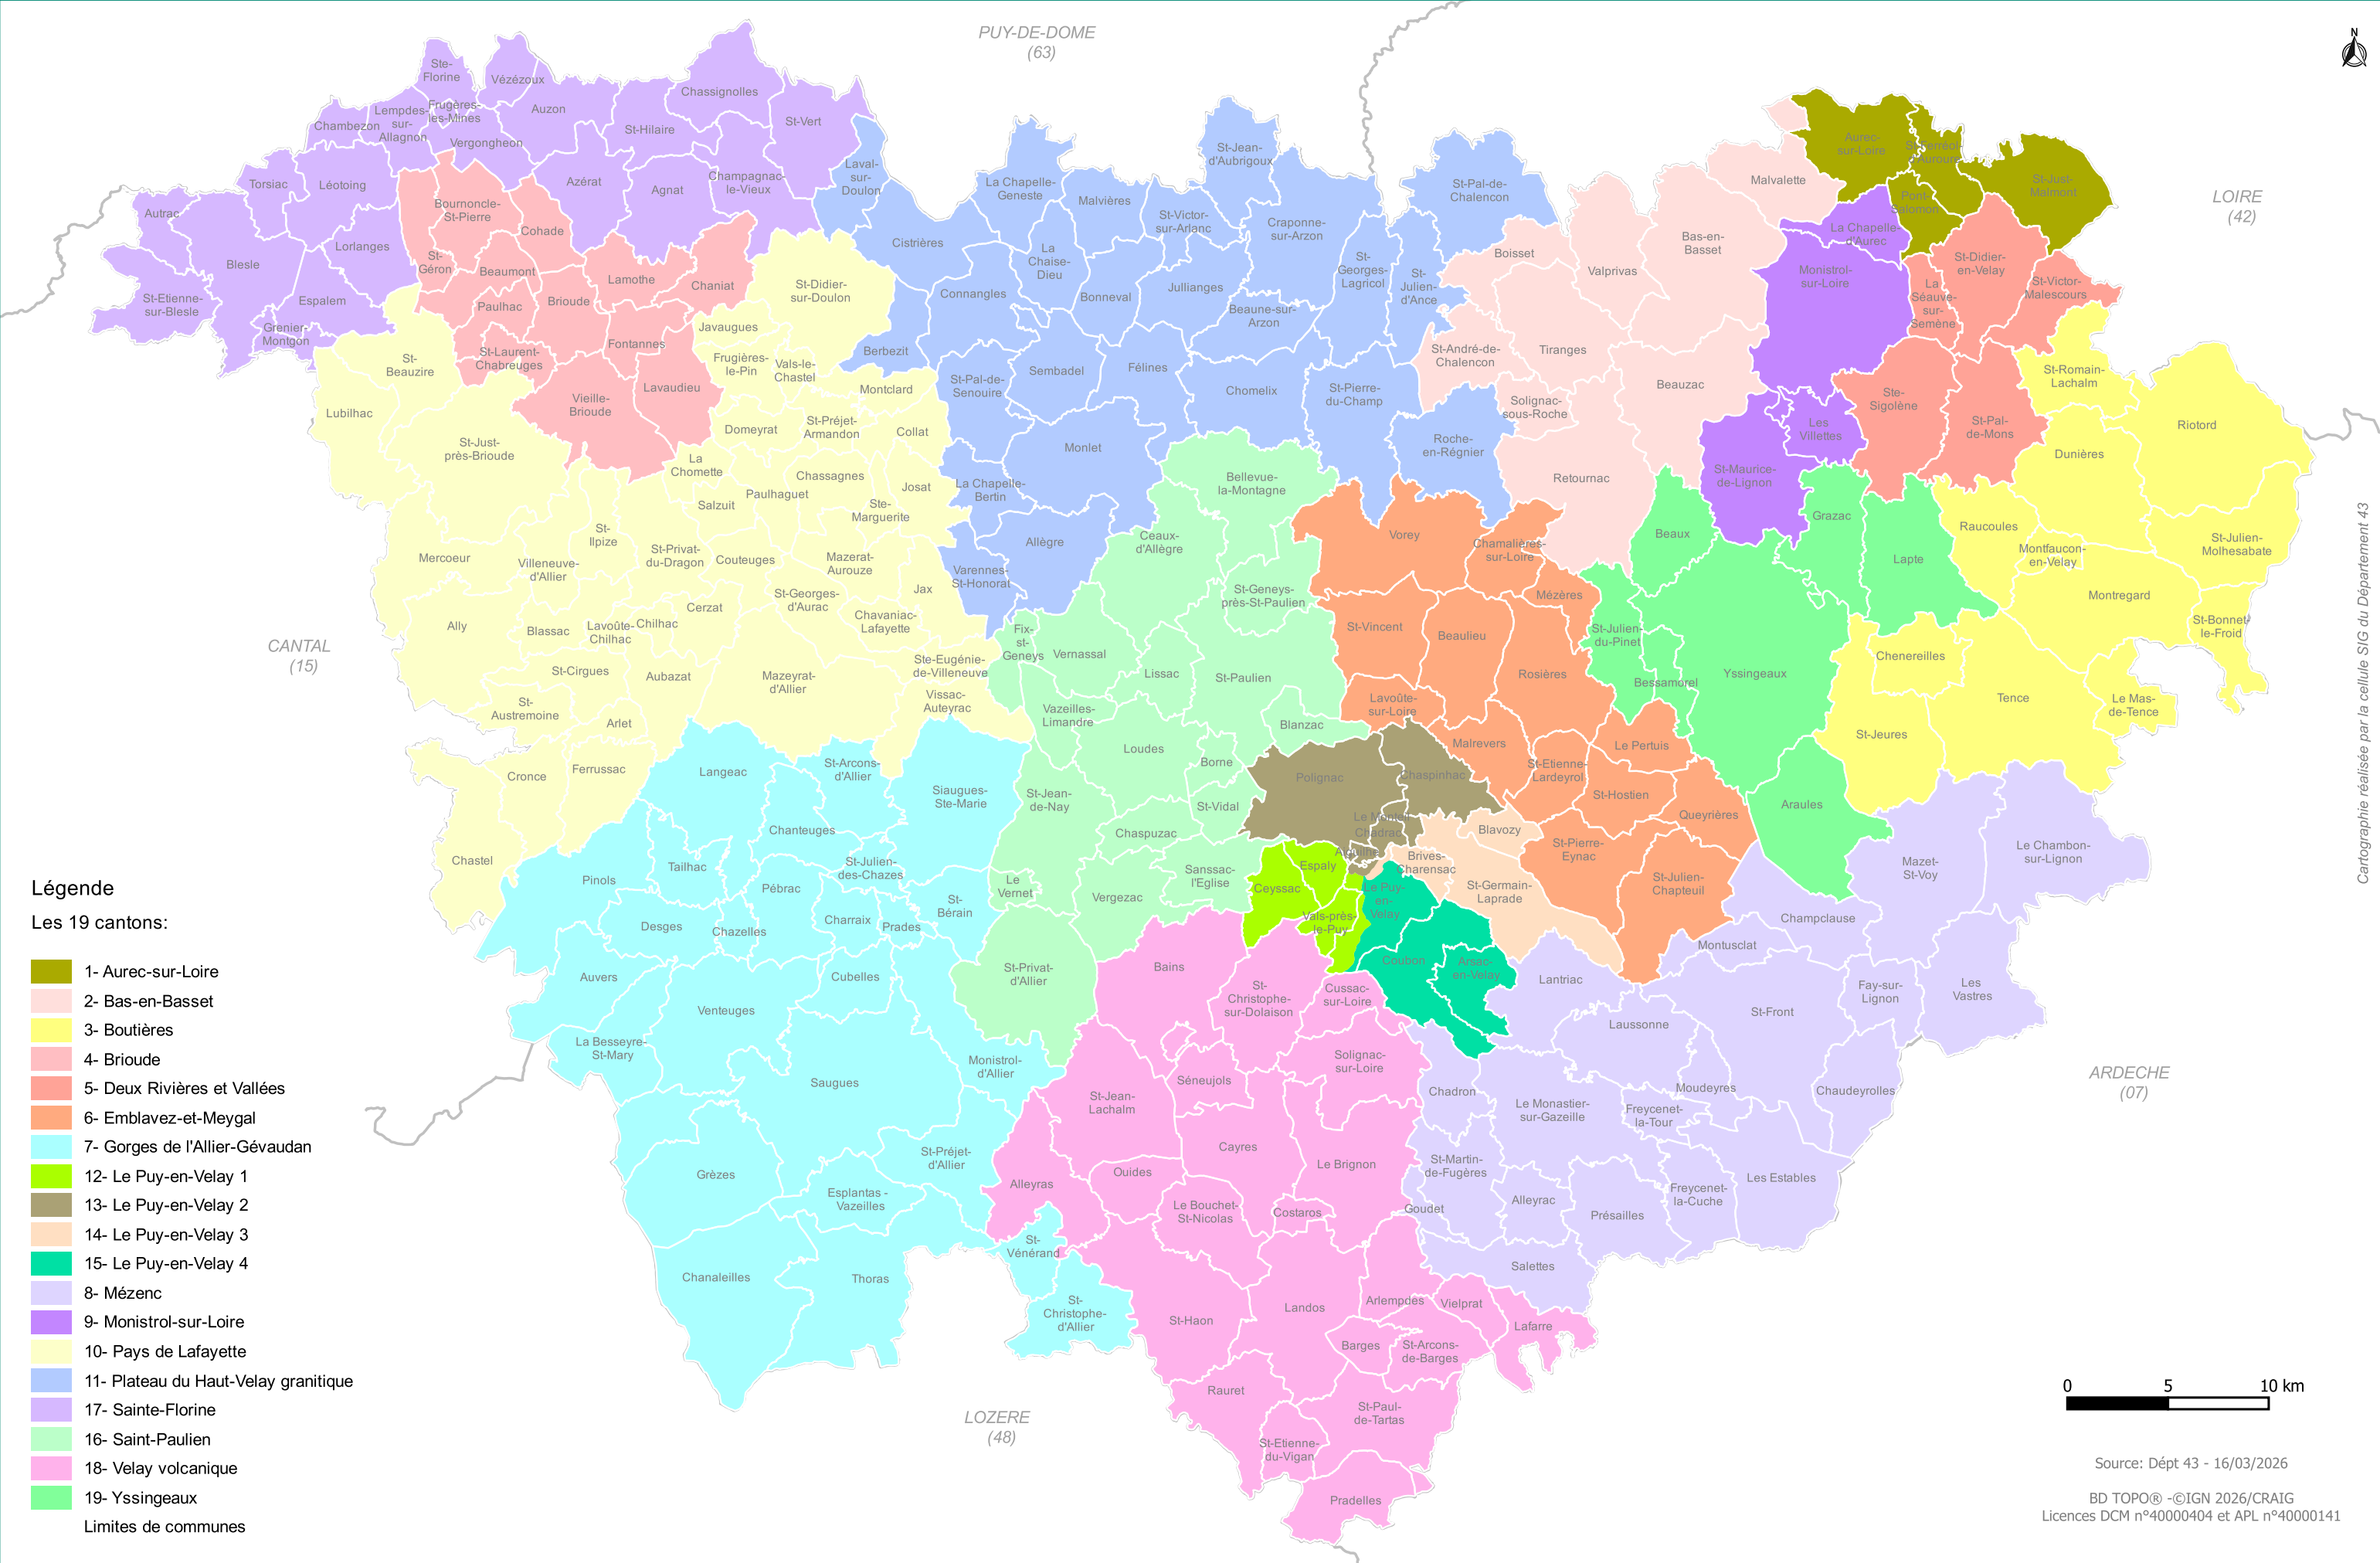 PUY-DE-DOME
(63)
N
LOIRE
(42)
CANTAL
(15)
ARDECHE
(07)
LOZERE
(48)
Ste-
Florine
Vézézoux
Auzon
Chassignolles
St-Vert
St-Hilaire
Lempdes-
sur-
Allagnon
Frugères-
les-Mines
Vergongheon
Chambezon
Torsiac
Léotoing
Azérat
Agnat
Champagnac-
le-Vieux
Autrac
Blesle
Lorlanges
Espalem
St-Etienne-
sur-Blesle
Grenier-
Montgon
Bournoncle-
St-Pierre
Cohade
St-
Géron
Beaumont
Lamothe
Chaniat
Paulhac
Brioude
St-Laurent-
Chabreuges
Fontannes
Vieille-
Brioude
Lavaudieu
Laval-
sur-
Doulon
Cistrières
La Chapelle-
Geneste
Malvières
St-Jean-
d'Aubrigoux
St-Victor-
sur-Arlanc
Craponne-
sur-Arzon
La
Chaise-
Dieu
Connangles
Bonneval
Jullianges
Beaune-sur-
Arzon
St-
Georges-
Lagricol
St-
Julien-
d'Ance
St-Pal-de-
Chalencon
Berbezit
St-Pal-de-
Senouire
Sembadel
Félines
Chomelix
St-Pierre-
du-Champ
Roche-
en-Régnier
Monlet
La Chapelle-
Bertin
Allègre
Varennes-
St-Honorat
Boisset
Valprivas
Bas-en-
Basset
Malvalette
St-André-de-
Chalencon
Tiranges
Beauzac
Solignac-
sous-Roche
Retournac
Aurec-
sur-Loire
St-Ferréol-
d'Auroure
St-Just-
Malmont
Pont-
Salomon
La Chapelle-
d'Aurec
Monistrol-
sur-Loire
Les
Villettes
St-Maurice-
de-Lignon
St-Didier-
en-Velay
La
Séauve-
sur-
Semène
St-Victor-
Malescours
Ste-
Sigolène
St-Pal-
de-Mons
St-Romain-
Lachalm
Riotord
Dunières
Raucoules
Montfaucon-
en-Velay
St-Julien-
Molhesabate
Montregard
St-Bonnet-
le-Froid
Chenereilles
Tence
Le Mas-
de-Tence
St-Jeures
Grazac
Beaux
Lapte
St-Julien-
du-Pinet
Bessamorel
Yssingeaux
Araules
St-Didier-
sur-Doulon
Javaugues
Frugières-
le-Pin
Vals-le-
Chastel
Montclard
St-
Beauzire
Lubilhac
St-Just-
près-Brioude
Domeyrat
St-Préjet-
Armandon
Collat
La
Chomette
Chassagnes
Josat
Salzuit
Paulhaguet
Ste-
Marguerite
St-
Ilpize
Mercoeur
Villeneuve-
d'Allier
St-Privat-
du-Dragon
Couteuges
Mazerat-
Aurouze
Jax
St-Georges-
d'Aurac
Cerzat
Ally
Blassac
Lavoûte-
Chilhac
Chilhac
Chavaniac-
Lafayette
St-Cirgues
Aubazat
Mazeyrat-
d'Allier
Ste-Eugénie-
de-Villeneuve
Vissac-
Auteyrac
St-
Austremoine
Arlet
Cronce
Ferrussac
Chastel
Bellevue-
la-Montagne
Ceaux-
d'Allègre
St-Geneys-
près-St-Paulien
Fix-
st-
Geneys
Vernassal
Lissac
St-Paulien
Vazeilles-
Limandre
Blanzac
Loudes
Borne
St-Jean-
de-Nay
St-Vidal
Chaspuzac
Sanssac-
l'Eglise
Le
Vernet
Vergezac
St-Privat-
d'Allier
Vorey
Chamalières-
sur-Loire
Mézères
St-Vincent
Beaulieu
Rosières
Lavoûte-
sur-Loire
Malrevers
Le Pertuis
St-Etienne-
Lardeyrol
St-Hostien
Queyrières
St-Pierre-
Eynac
St-Julien-
Chapteuil
Polignac
Chaspinhac
Le Monteil
Chadrac
Aiguilhe
Espaly
Ceyssac
Vals-près-
le-Puy
Blavozy
Brives-
Charensac
St-Germain-
Laprade
Le Puy-
en-
Velay
Coubon
Arsac-
en-Velay
Langeac
St-Arcons-
d'Allier
Siaugues-
Ste-Marie
Chanteuges
Tailhac
St-Julien-
des-Chazes
Pinols
Pébrac
St-
Bérain
Desges
Chazelles
Charraix
Prades
Auvers
Cubelles
Venteuges
La Besseyre-
St-Mary
Monistrol-
d'Allier
Saugues
St-Préjet-
d'Allier
Grèzes
Esplantas -
Vazeilles
Chanaleilles
Thoras
St-
Vénérand
St-
Christophe-
d'Allier
Bains
St-
Christophe-
sur-Dolaison
Cussac-
sur-Loire
Solignac-
sur-Loire
Séneujols
St-Jean-
Lachalm
Cayres
Le Brignon
Alleyras
Ouides
Le Bouchet-
St-Nicolas
Costaros
Landos
St-Haon
Arlempdes
Vielprat
Lafarre
Barges
St-Arcons-
de-Barges
Rauret
St-Paul-
de-Tartas
St-Etienne-
du-Vigan
Pradelles
Mazet-
St-Voy
Le Chambon-
sur-Lignon
Champclause
Montusclat
Lantriac
Laussonne
St-Front
Fay-sur-
Lignon
Les
Vastres
Chadron
Le Monastier-
sur-Gazeille
Moudeyres
Chaudeyrolles
Freycenet-
la-Tour
St-Martin-
de-Fugères
Les Estables
Freycenet-
la-Cuche
Goudet
Alleyrac
Présailles
Salettes
Légende
Les 19 cantons:
1- Aurec-sur-Loire
2- Bas-en-Basset
3- Boutières
4- Brioude
5- Deux Rivières et Vallées
6- Emblavez-et-Meygal
7- Gorges de l'Allier-Gévaudan
12- Le Puy-en-Velay 1
13- Le Puy-en-Velay 2
14- Le Puy-en-Velay 3
15- Le Puy-en-Velay 4
8- Mézenc
9- Monistrol-sur-Loire
10- Pays de Lafayette
11- Plateau du Haut-Velay granitique
17- Sainte-Florine
16- Saint-Paulien
18- Velay volcanique
19- Yssingeaux
Limites de communes
Cartographie réalisée par la cellule SIG du Département 43
0 5 10 km
Source: Dépt 43 - 16/03/2026
BD TOPO® -©IGN 2026/CRAIG
Licences DCM n°40000404 et APL n°40000141